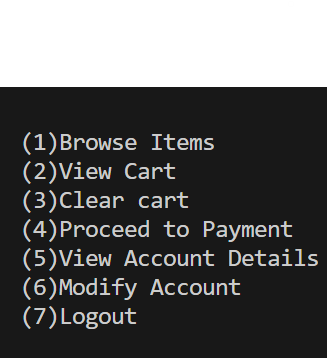 (1)Browse Items
(2)View Cart
(3)Clear cart
(4)Proceed to Payment
(5)View Account Details
(6)Modify Account
(7)Logout